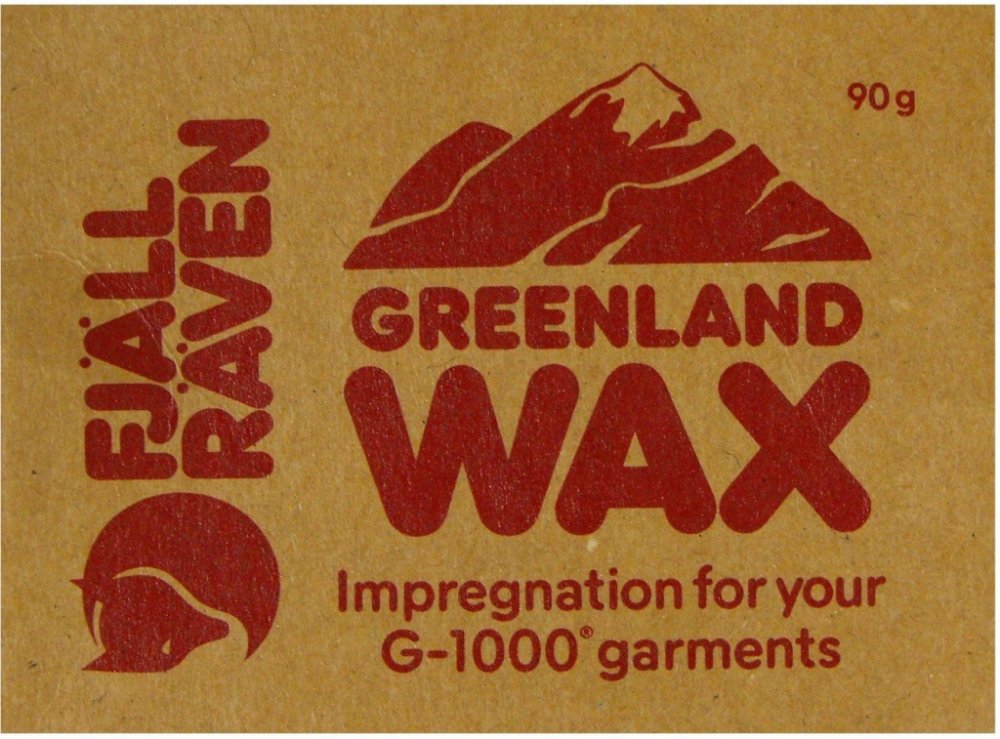 FJÄLL
RÄVEN
90g
GREENLAND
WAX
Impregnation for your
G-1000® garments